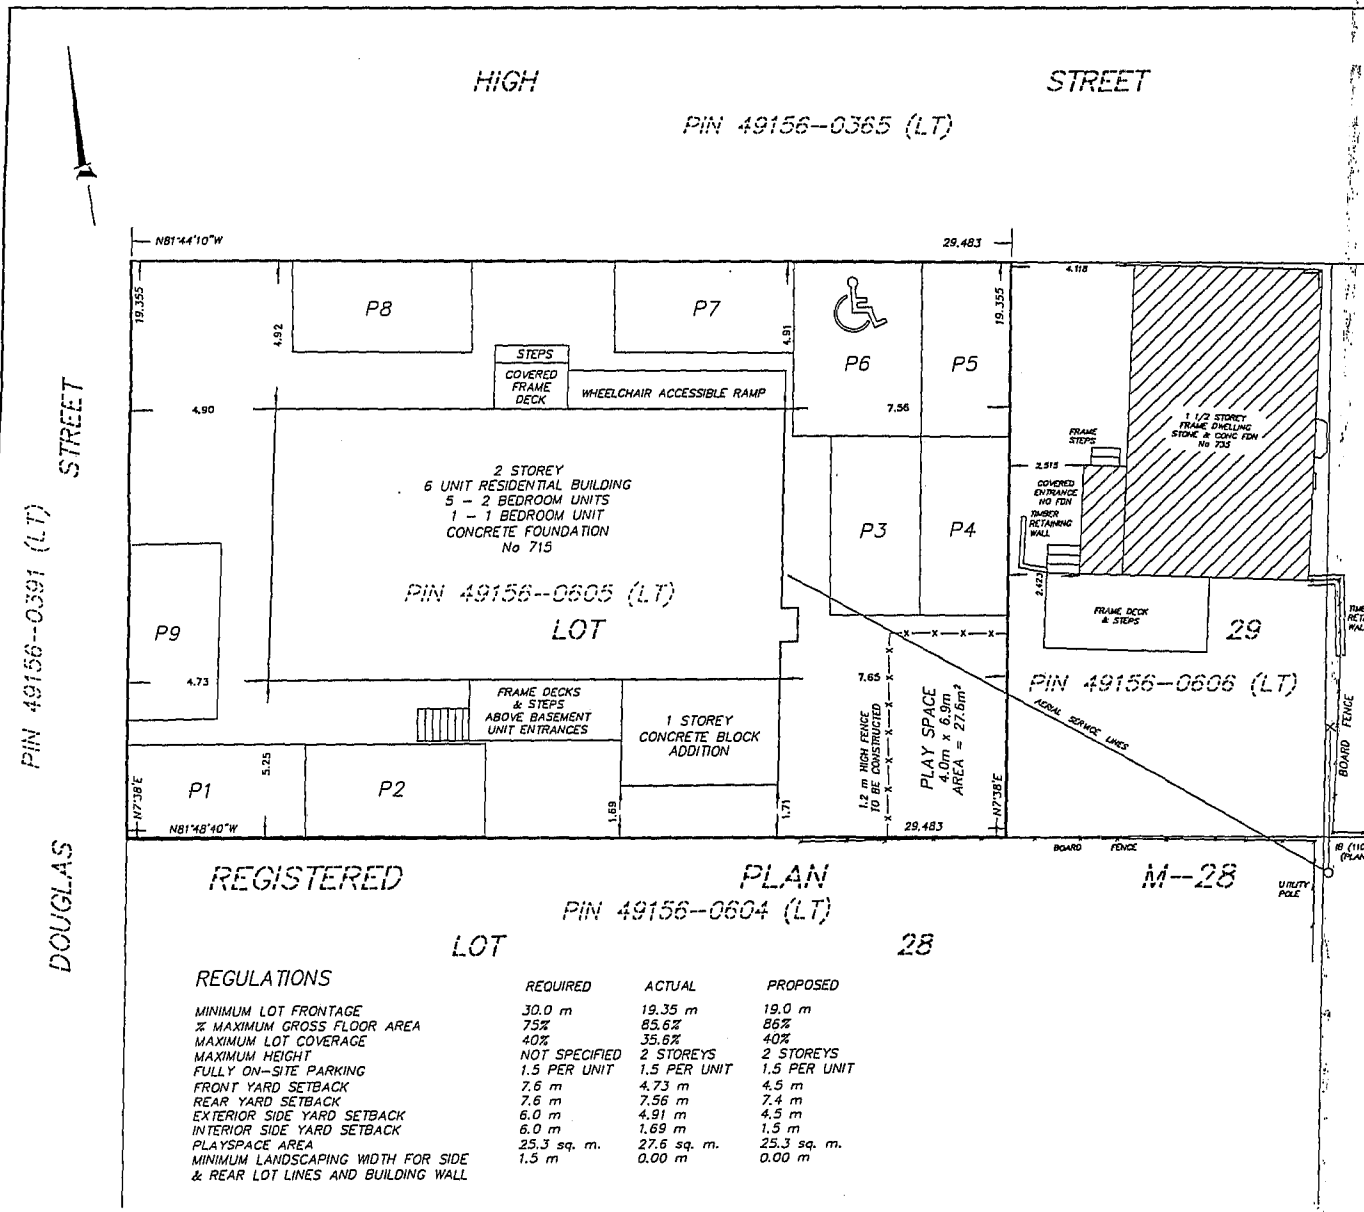 HIGH STREET
PIN 49156--0365 (LT)
N81°44'10"W
29.483
19.355
4.92
P8
P7
4.91
P6
P5
19.355
4.118
STEPS
COVERED
FRAME
DECK
WHEELCHAIR ACCESSIBLE RAMP
4.90
7.56
1 1/2 STOREY
FRAME DWELLING
STONE & CONC FDN
No 735
FRAME
STEPS
2.515
COVERED
ENTRANCE
NO FDN
TIMBER
RETAINING
WALL
2 STOREY
6 UNIT RESIDENTIAL BUILDING
5 - 2 BEDROOM UNITS
1 - 1 BEDROOM UNIT
CONCRETE FOUNDATION
No 715
P3
P4
PIN 49156--0605 (LT)
LOT
2.423
FRAME DECK
& STEPS
29
PIN 49156--0606 (LT)
P9
4.73
7.65
FRAME DECKS
& STEPS
ABOVE BASEMENT
UNIT ENTRANCES
1 STOREY
CONCRETE BLOCK
ADDITION
1.2 m HIGH FENCE
TO BE CONSTRUCTED
PLAY SPACE
4.0m x 6.9m
AREA = 27.6m²
AERIAL SERVICE LINES
BOARD FENCE
P1
P2
5.25
1.69
1.71
N7°38'E
N7°38'E
N81°48'40"W
29.483
BOARD FENCE
UTILITY
POLE
DOUGLAS STREET
PIN 49156--0391 (LT)
REGISTERED PLAN M--28
PIN 49156--0604 (LT)
LOT 28
REGULATIONS REQUIRED ACTUAL PROPOSED
MINIMUM LOT FRONTAGE 30.0 m 19.35 m 19.0 m
% MAXIMUM GROSS FLOOR AREA 75% 85.6% 86%
MAXIMUM LOT COVERAGE 40% 35.6% 40%
MAXIMUM HEIGHT NOT SPECIFIED 2 STOREYS 2 STOREYS
FULLY ON-SITE PARKING 1.5 PER UNIT 1.5 PER UNIT 1.5 PER UNIT
FRONT YARD SETBACK 7.6 m 4.73 m 4.5 m
REAR YARD SETBACK 7.6 m 7.56 m 7.4 m
EXTERIOR SIDE YARD SETBACK 6.0 m 4.91 m 4.5 m
INTERIOR SIDE YARD SETBACK 6.0 m 1.69 m 1.5 m
PLAYSPACE AREA 25.3 sq. m. 27.6 sq. m. 25.3 sq. m.
MINIMUM LANDSCAPING WIDTH FOR SIDE 1.5 m 0.00 m 0.00 m
& REAR LOT LINES AND BUILDING WALL